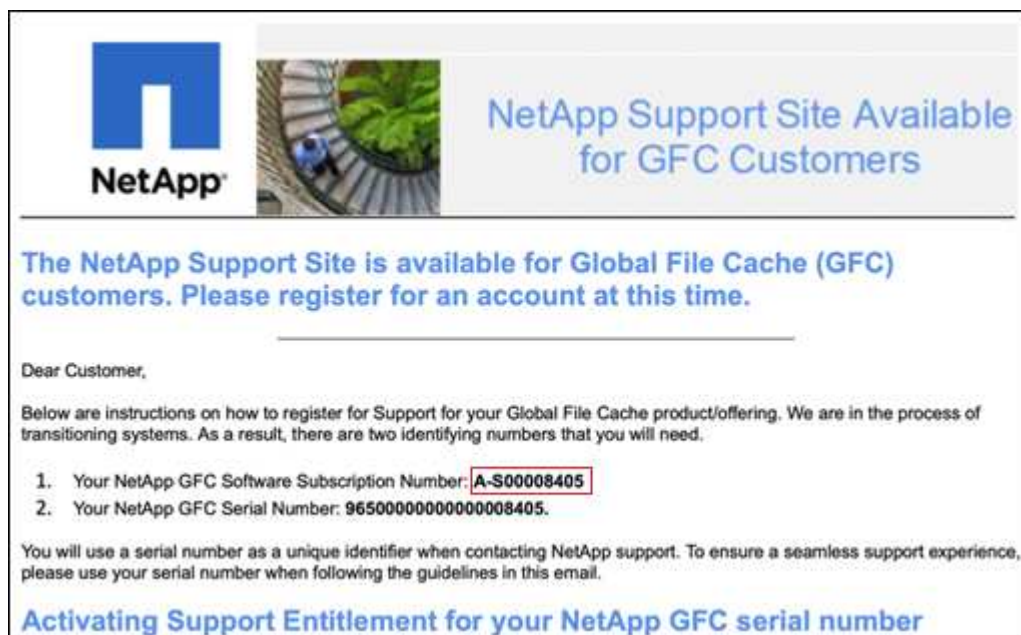 NetApp
NetApp Support Site Available
for GFC Customers
The NetApp Support Site is available for Global File Cache (GFC)
customers. Please register for an account at this time.
Dear Customer,
Below are instructions on how to register for Support for your Global File Cache product/offering. We are in the process of
transitioning systems. As a result, there are two identifying numbers that you will need.
1. Your NetApp GFC Software Subscription Number: A-S00008405
2. Your NetApp GFC Serial Number: 96500000000000008405.
You will use a serial number as a unique identifier when contacting NetApp support. To ensure a seamless support experience,
please use your serial number when following the guidelines in this email.
Activating Support Entitlement for your NetApp GFC serial number